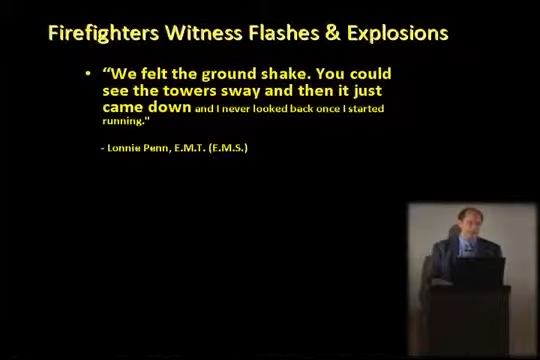 Firefighters Witness Flashes & Explosions
• “We felt the ground shake. You could
see the towers sway and then it just
came down and I never looked back once I started
running."
- Lonnie Penn, E.M.T. (E.M.S.)